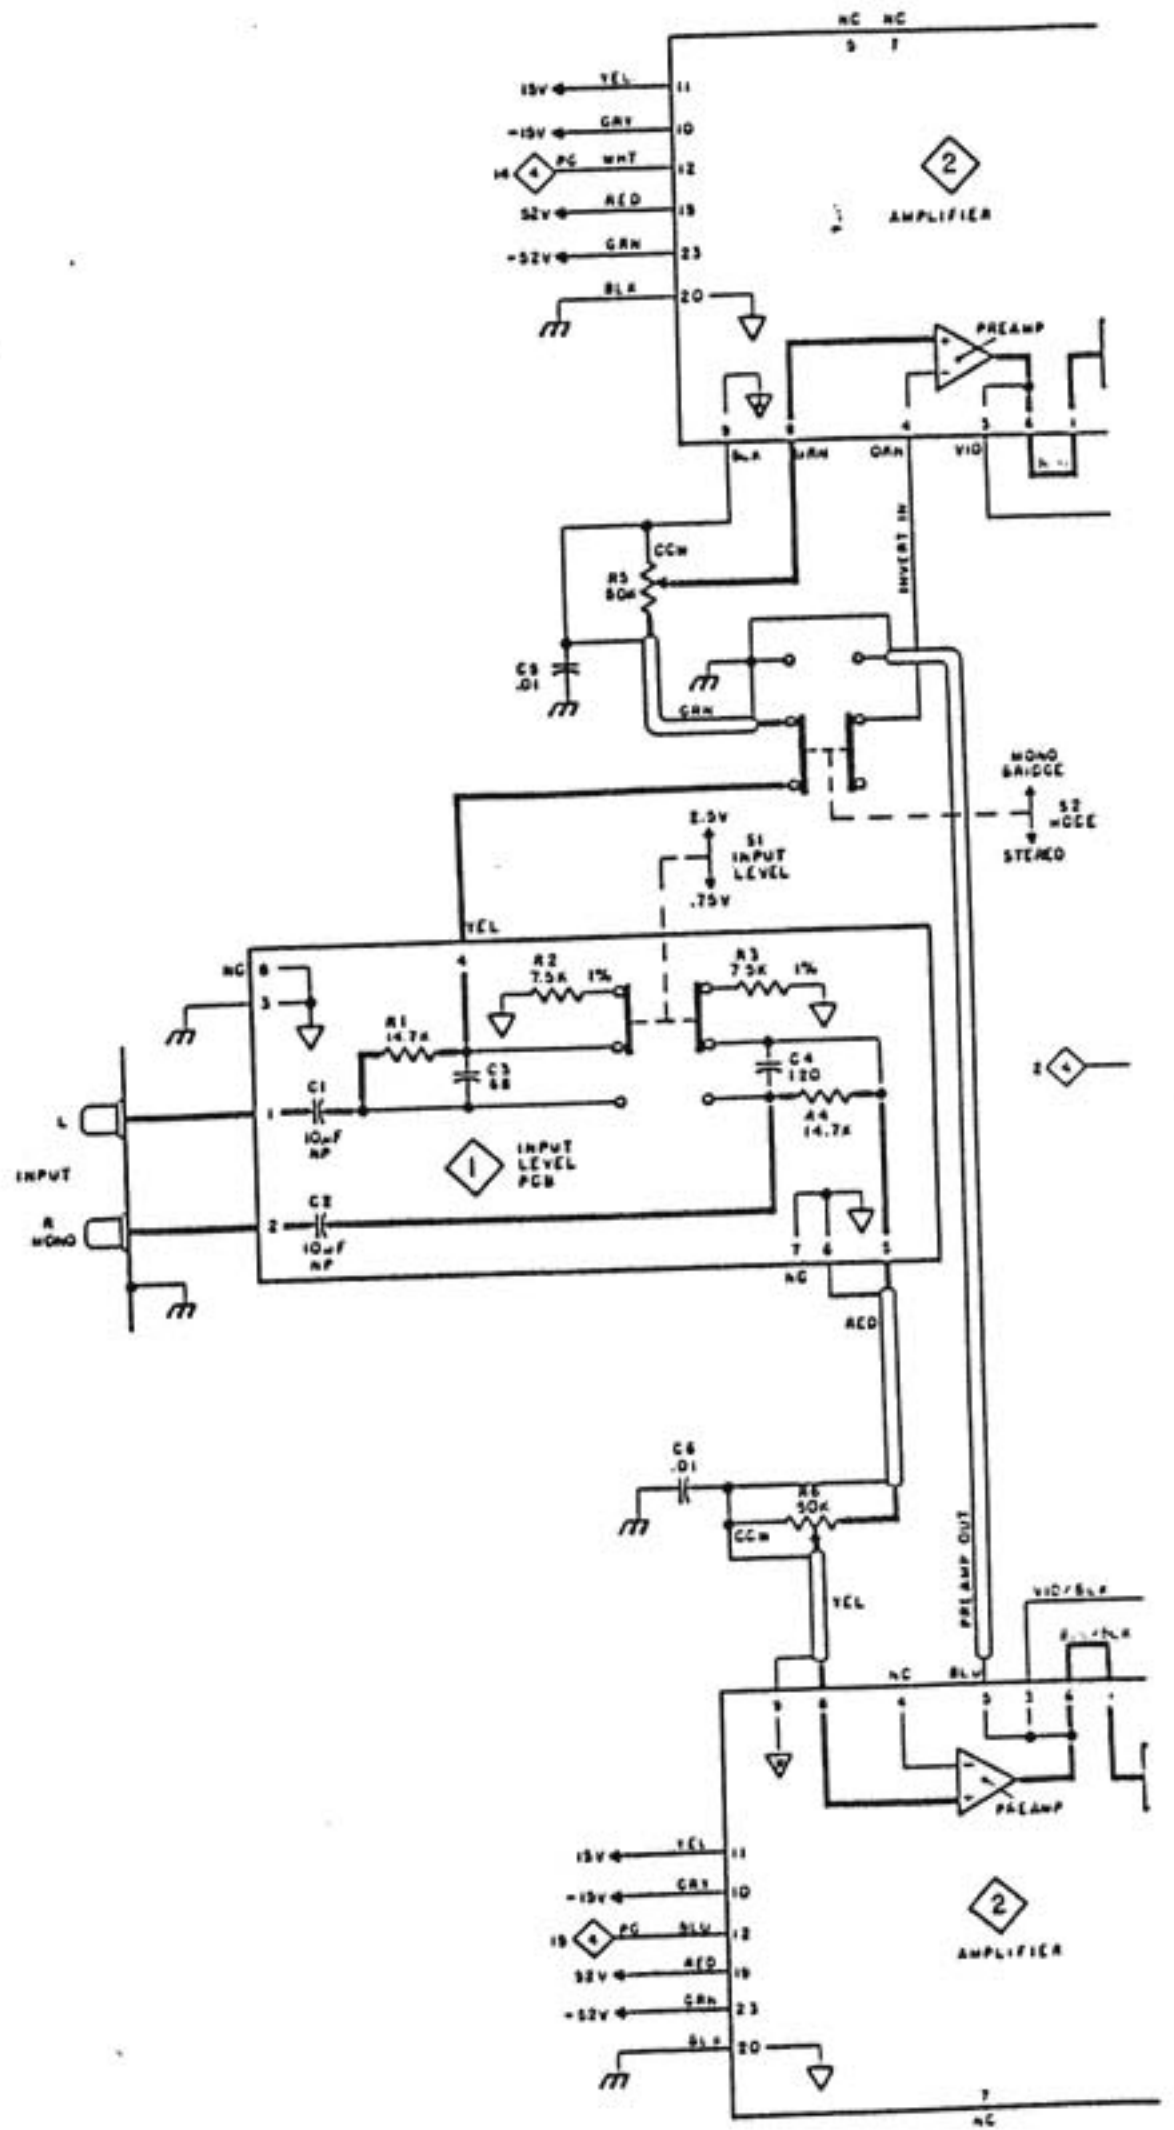 NC NC
9 7
15V YEL 11
-15V GRY 10
14 4 PG WHT 12
52V RED 19
-52V GRN 23
BLK 20
2
AMPLIFIER
PREAMP
+
-
9 8 4 5 6 1
BLK ORN VIO
INVERT IN
CCW
R5
50K
C5
.01
GRN
MONO
BRIDGE
S2
MODE
STEREO
2.5V
S1
INPUT
LEVEL
.75V
YEL
NC 8
3
4
R2
7.5K 1%
R3
7.5K 1%
R1
14.7K
C3
68
C4
120
2 4
C1
L
1
10µF
NP
R4
14.7K
INPUT
1
INPUT
LEVEL
PCB
C2
R
MONO
2
10µF
NP
7 6 5
NC
RED
C6
.01
R6
50K
CCW
YEL
PREAMP OUT
VIO/BLK
NC BLU
9 8 4 5 3 6 1
-
+
PREAMP
15V YEL 11
-15V GRY 10
15 4 PG BLU 12
52V RED 19
-52V GRN 23
BLK 20
2
AMPLIFIER
7
NC